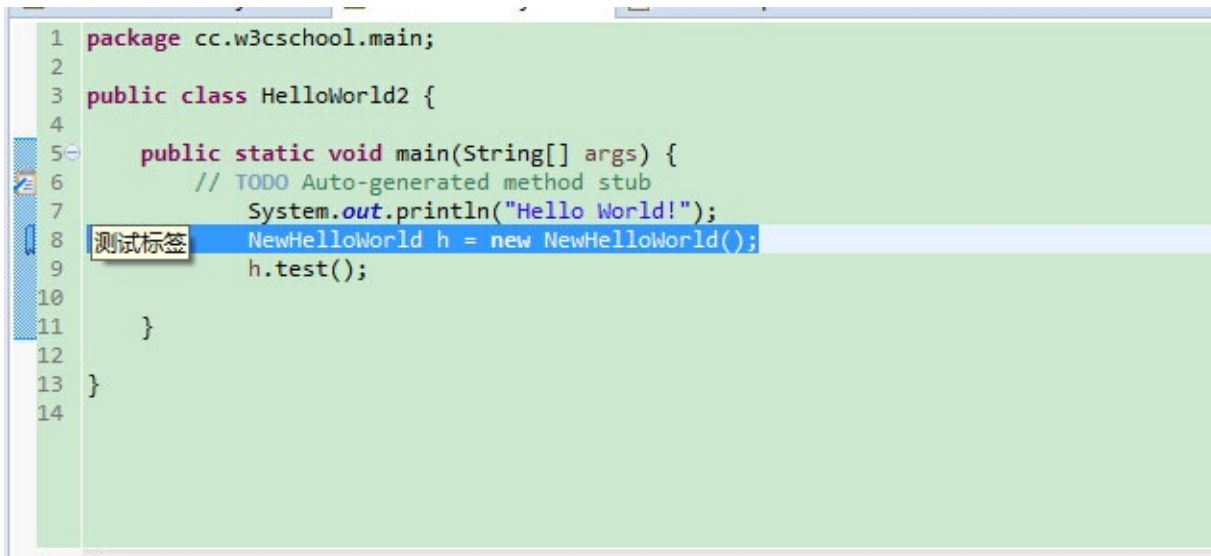 1 package cc.w3cschool.main;
2
3 public class HelloWorld2 {
4
5 public static void main(String[] args) {
6 // TODO Auto-generated method stub
7 System.out.println("Hello World!");
8 测试标签 NewHelloWorld h = new NewHelloWorld();
9 h.test();
10
11 }
12
13 }
14